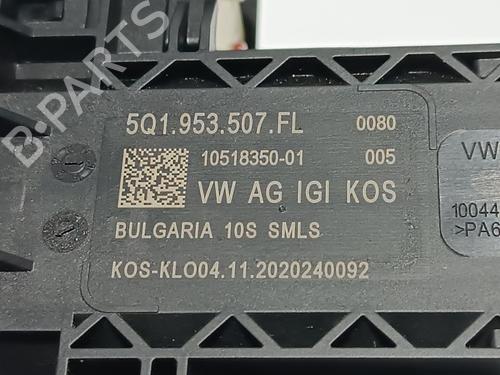 5Q1.953.507.FL 0080
10518350-01 005
VW AG IGI KOS
BULGARIA 10S SMLS
KOS-KLO04.11.2020240092
VW
10044
>PA6
B-PARTS